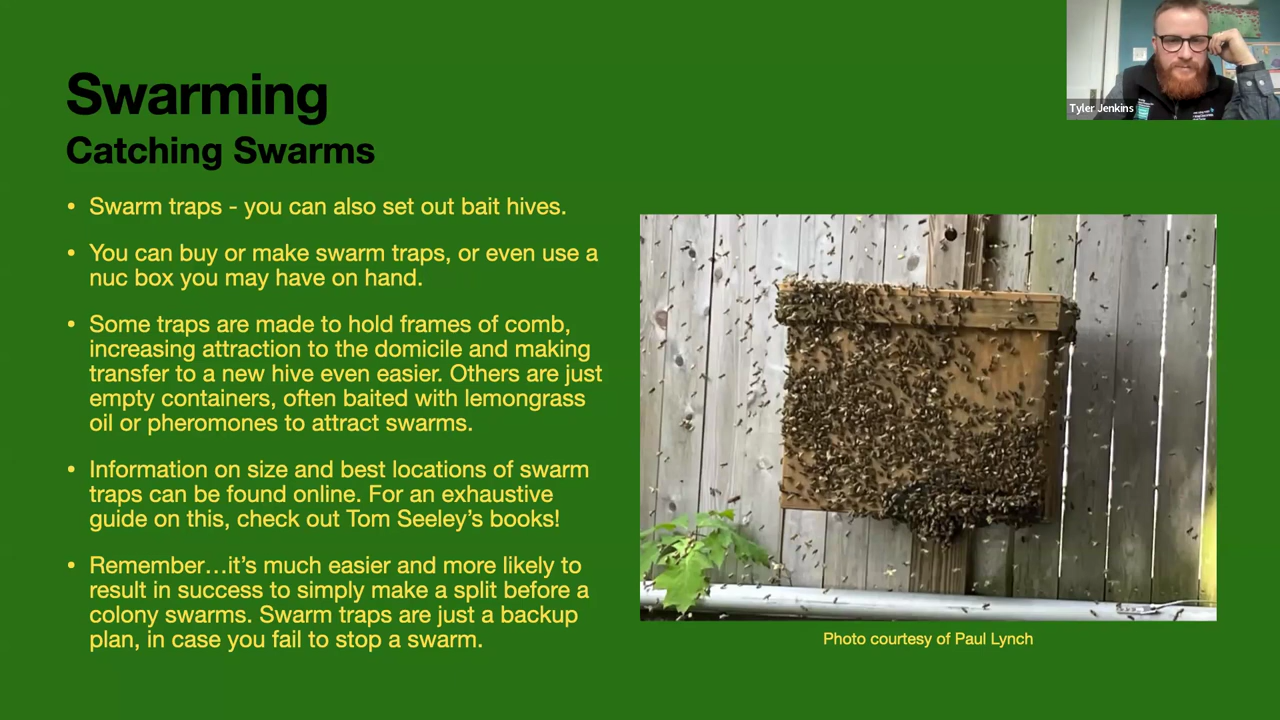 Swarming
Catching Swarms
• Swarm traps - you can also set out bait hives.
• You can buy or make swarm traps, or even use a
nuc box you may have on hand.
• Some traps are made to hold frames of comb,
increasing attraction to the domicile and making
transfer to a new hive even easier. Others are just
empty containers, often baited with lemongrass
oil or pheromones to attract swarms.
• Information on size and best locations of swarm
traps can be found online. For an exhaustive
guide on this, check out Tom Seeley’s books!
• Remember…it’s much easier and more likely to
result in success to simply make a split before a
colony swarms. Swarm traps are just a backup
plan, in case you fail to stop a swarm.
Tyler Jenkins
Photo courtesy of Paul Lynch